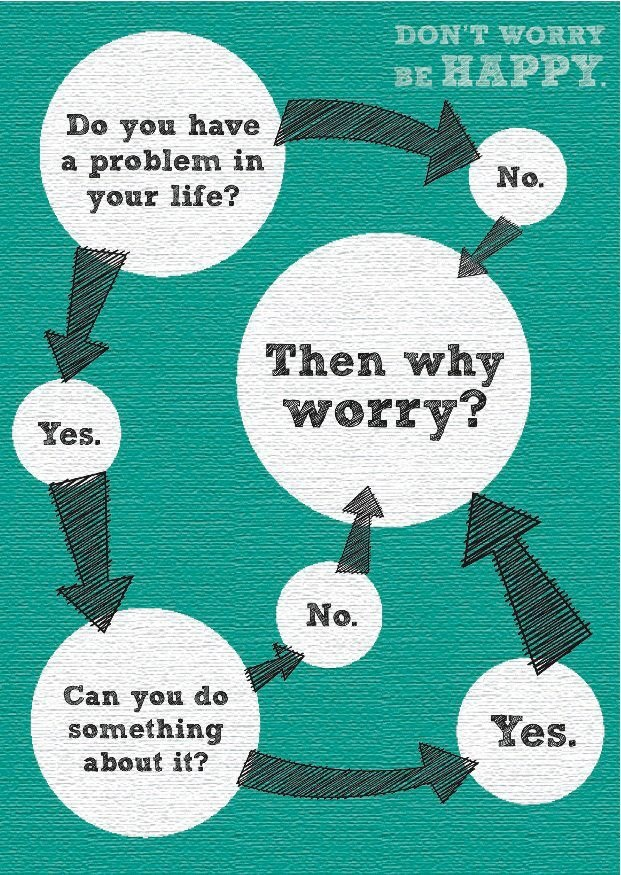 DON'T WORRY
BE HAPPY.
Do you have
a problem in
your life?
No.
Then why
worry?
Yes.
No.
Can you do
something
about it?
Yes.